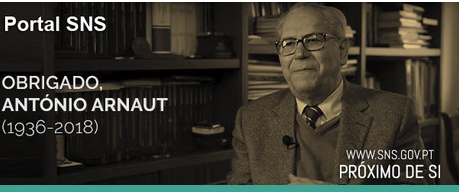 Portal SNS
OBRIGADO,
ANTÓNIO ARNAUT
(1936-2018)
WWW.SNS.GOV.PT
PRÓXIMO DE SI